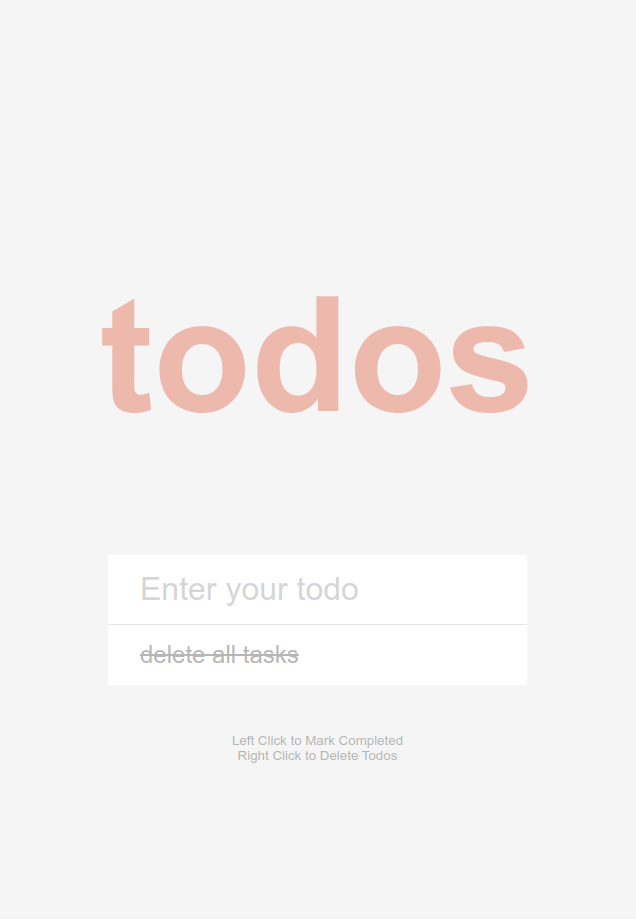 todos
Enter your todo
delete all tasks
Left Click to Mark Completed
Right Click to Delete Todos